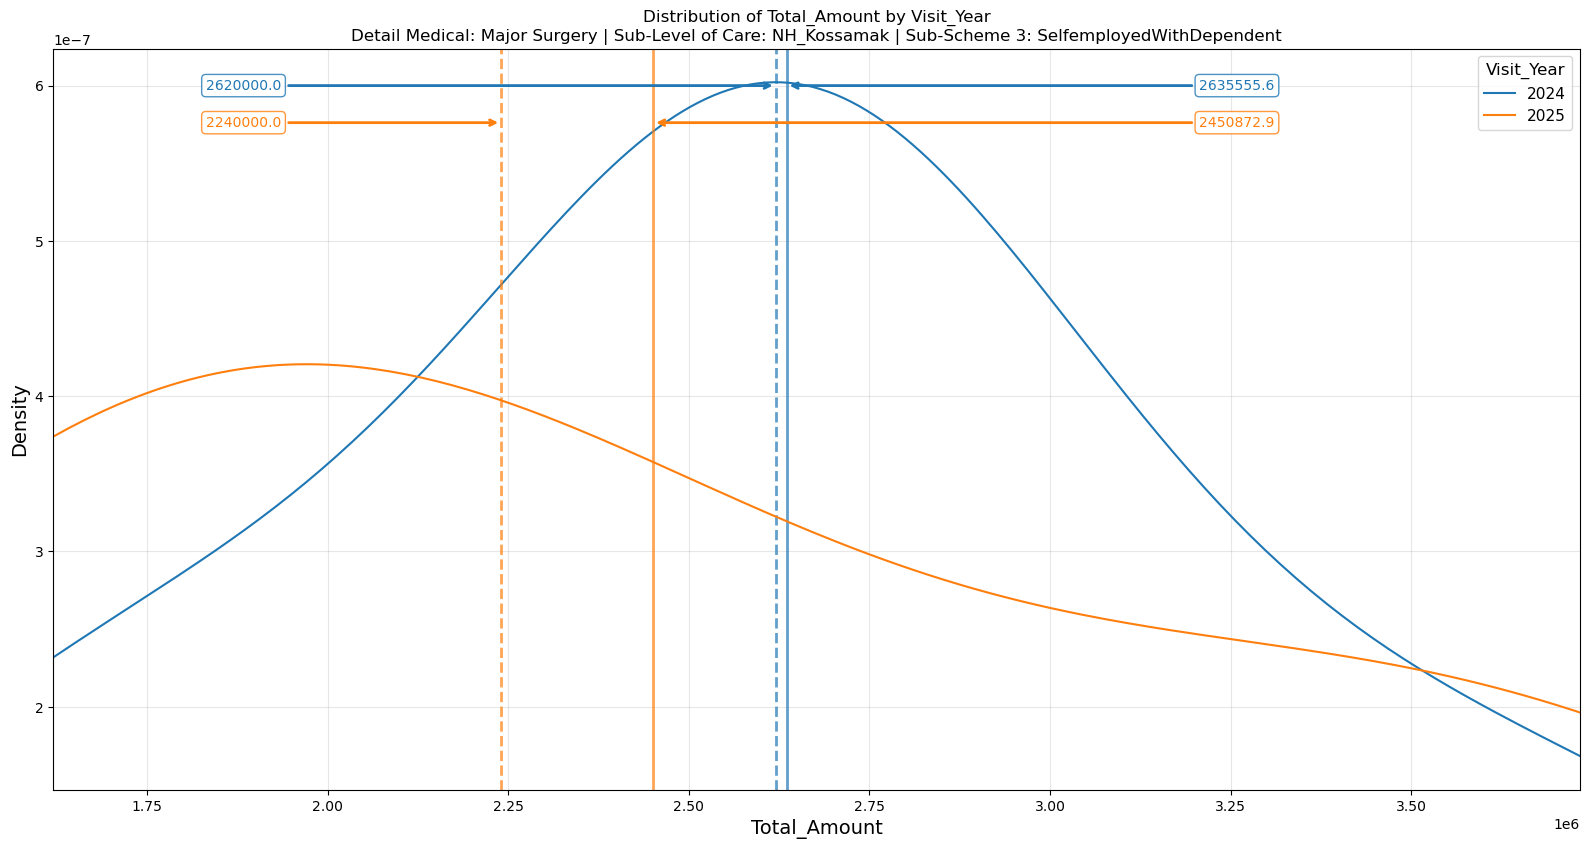 Distribution of Total_Amount by Visit_Year
Detail Medical: Major Surgery | Sub-Level of Care: NH_Kossamak | Sub-Scheme 3: SelfemployedWithDependent
1e−7
6
5
4
3
2
Density
2620000.0
2635555.6
2240000.0
2450872.9
Visit_Year
2024
2025
1.75 2.00 2.25 2.50 2.75 3.00 3.25 3.50
1e6
Total_Amount